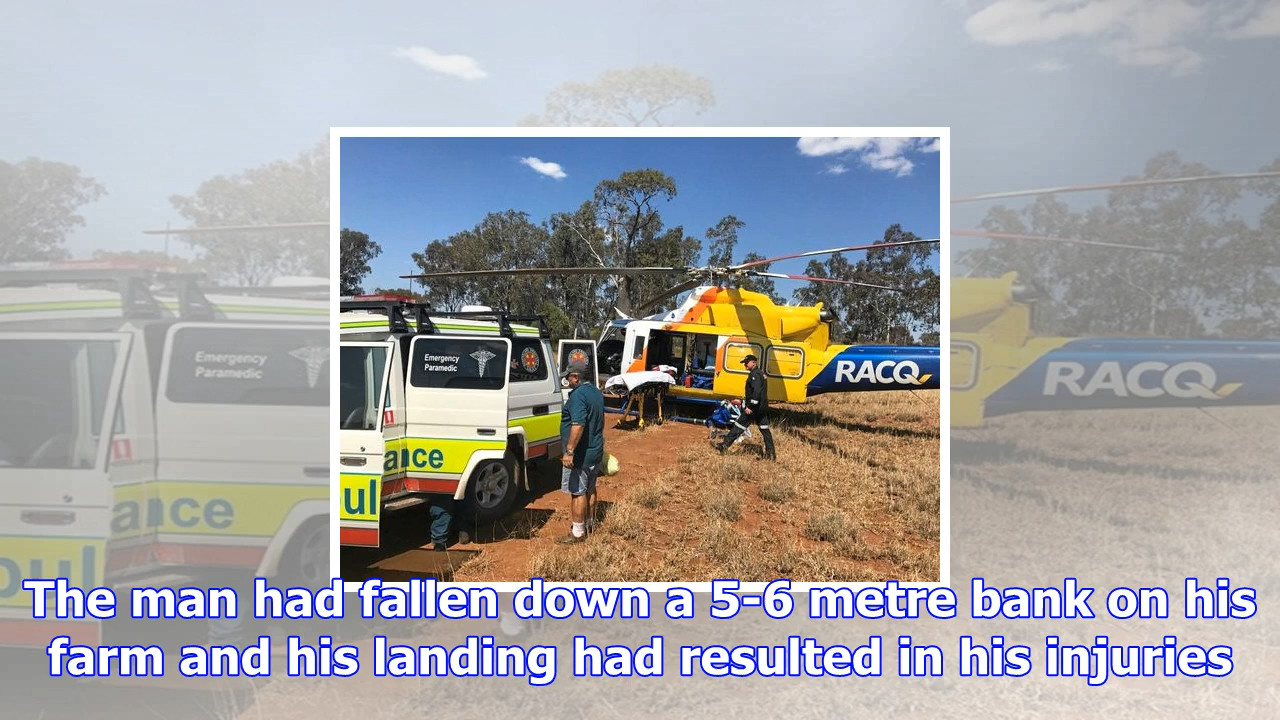 Emergency
Paramedic
RACQ
ance
ul
Emergency
Paramedic
RACQ
ance
oul
The man had fallen down a 5-6 metre bank on his
farm and his landing had resulted in his injuries